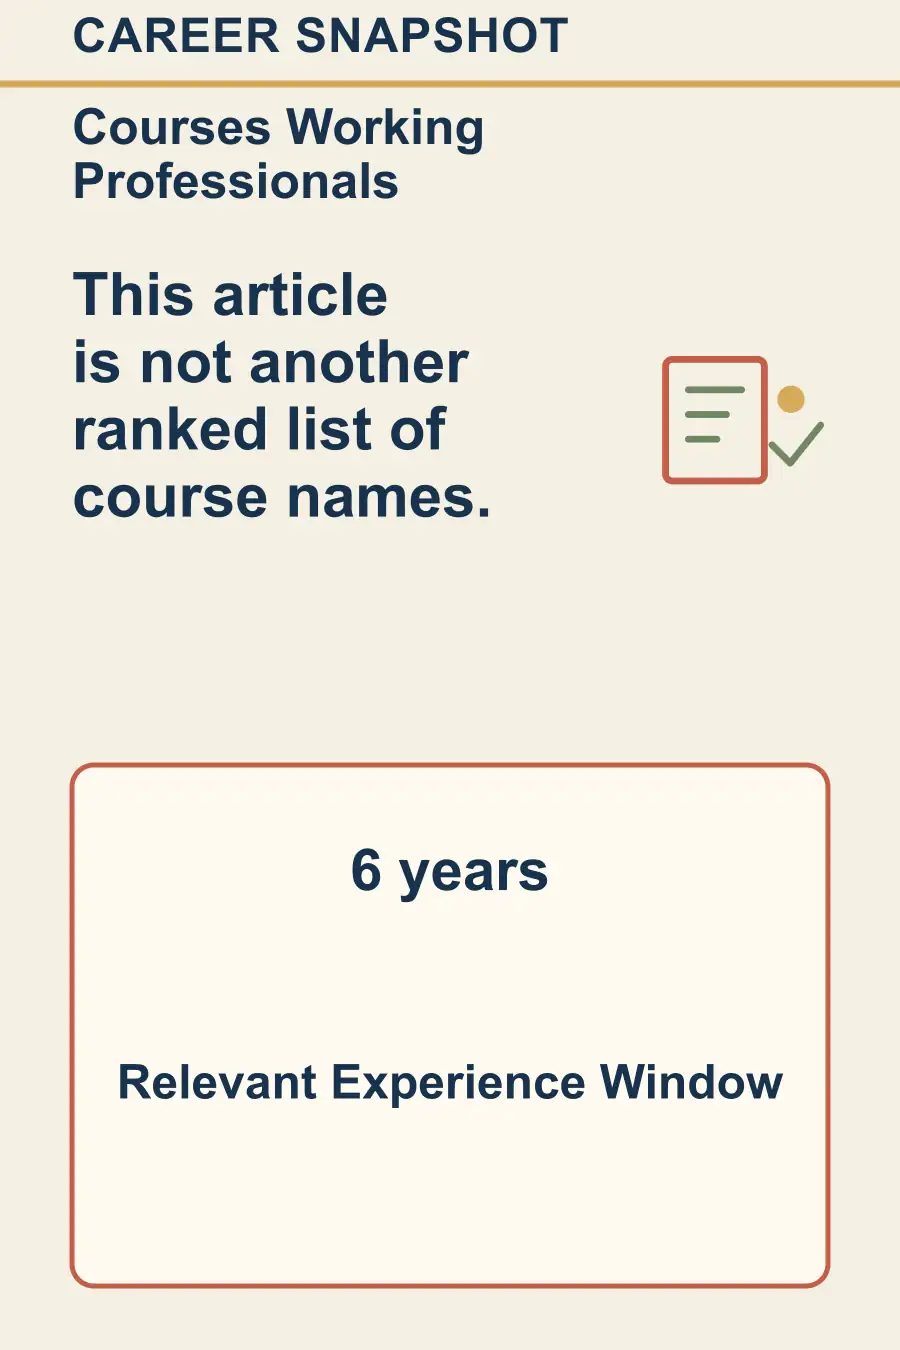 CAREER SNAPSHOT
Courses Working
Professionals
This article
is not another
ranked list of
course names.
6 years
Relevant Experience Window